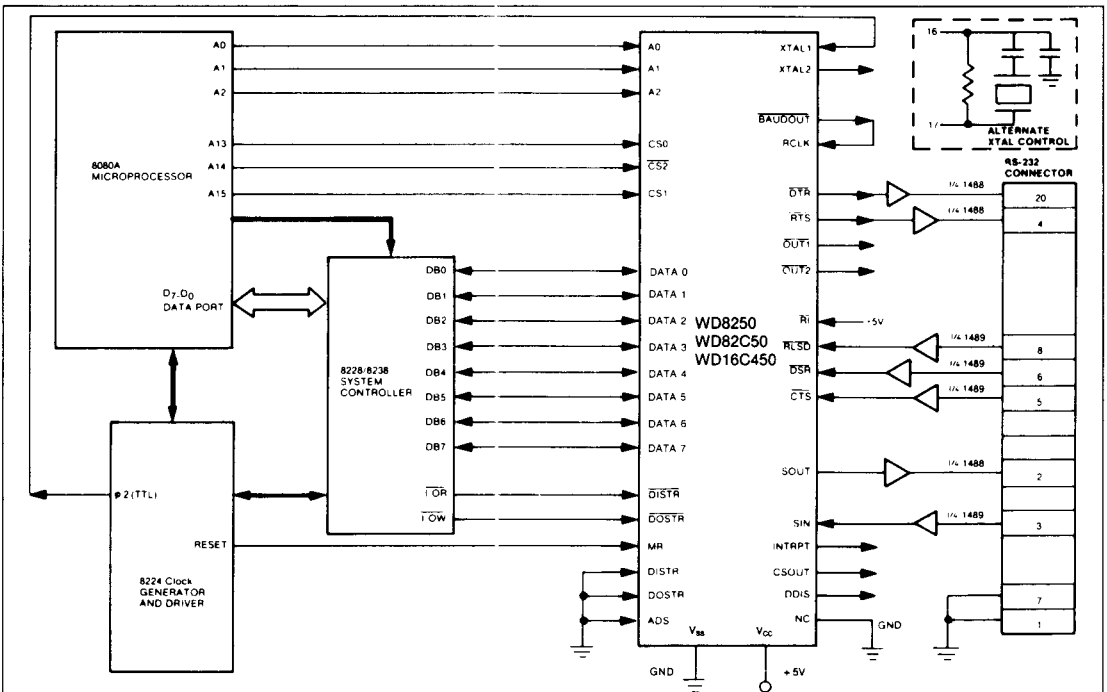 A0
A1
A2
A13
A14
A15
8080A
MICROPROCESSOR
D7-D0
DATA PORT
DB0
DB1
DB2
DB3
DB4
DB5
DB6
DB7
8228/8238
SYSTEM
CONTROLLER
I OR
I OW
φ2 (TTL)
RESET
8224 Clock
GENERATOR
AND DRIVER
A0
A1
A2
CS0
CS2
CS1
DATA 0
DATA 1
DATA 2
DATA 3
DATA 4
DATA 5
DATA 6
DATA 7
DISTR
DOSTR
MR
DISTR
DOSTR
ADS
WD8250
WD82C50
WD16C450
VSS
VCC
GND
+5V
XTAL1
XTAL2
BAUDOUT
RCLK
DTR
RTS
OUT1
OUT2
RI
RLSD
DSR
CTS
SOUT
SIN
INTRPT
CSOUT
DDIS
NC
GND
-5V
1/4 1488
1/4 1488
1/4 1489
1/4 1489
1/4 1489
1/4 1488
1/4 1489
16
17
ALTERNATE
XTAL CONTROL
RS-232
CONNECTOR
20
4
8
6
5
2
3
7
1